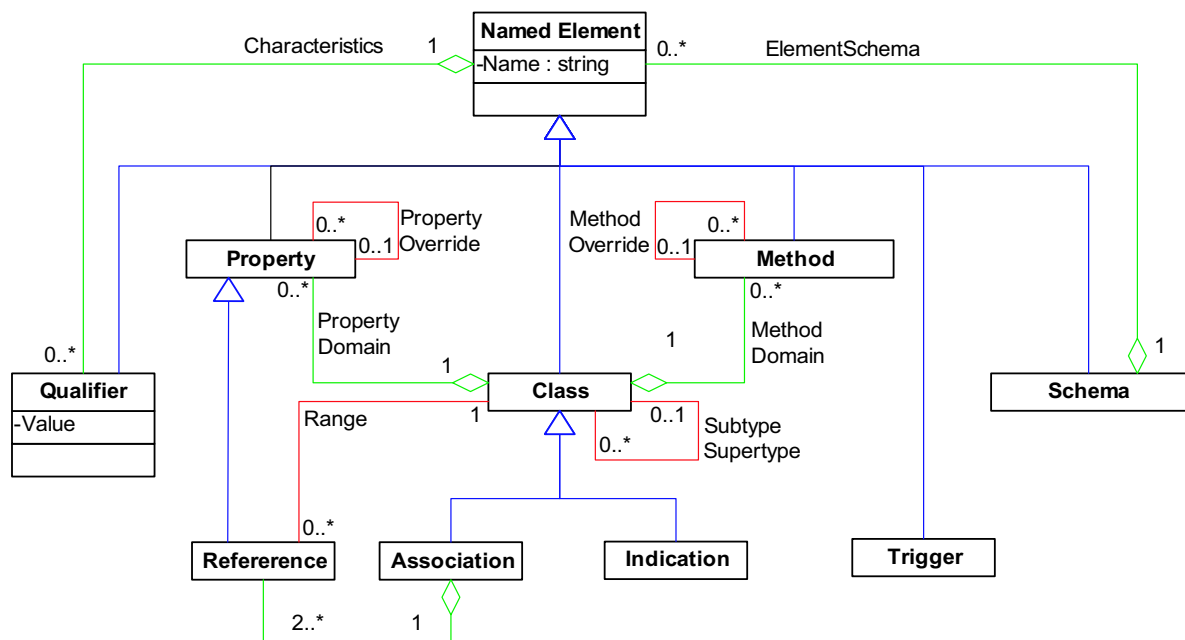 Named Element
-Name : string
Characteristics
1
0..*
ElementSchema
0..*
Property
Override
0..1
Method
Override
0..*
0..1
Property
Method
0..*
0..*
Property
Domain
1
1
Method
Domain
0..*
1
Qualifier
-Value
Class
Schema
Range
1
0..1
0..*
Subtype
Supertype
0..*
Refererence
Association
Indication
Trigger
2..*
1